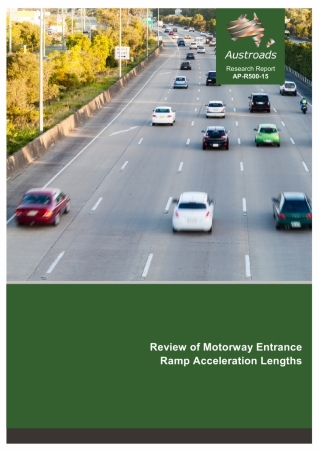 Austroads
Research Report
AP-R500-15
Review of Motorway Entrance
Ramp Acceleration Lengths